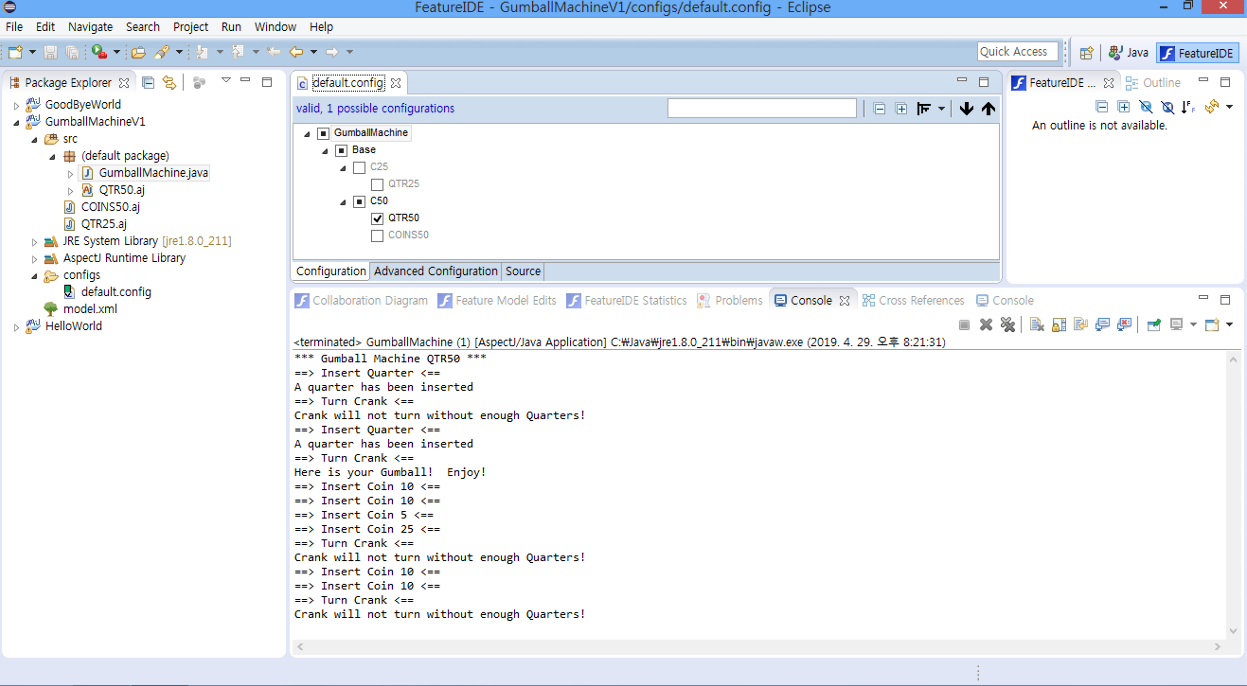 FeatureIDE - GumballMachineV1/configs/default.config - Eclipse
File Edit Navigate Search Project Run Window Help
Quick Access
Java
FeatureIDE
Package Explorer
GoodByeWorld
GumballMachineV1
src
(default package)
GumballMachine.java
QTR50.aj
COINS50.aj
QTR25.aj
JRE System Library [jre1.8.0_211]
AspectJ Runtime Library
configs
default.config
model.xml
HelloWorld
default.config
valid, 1 possible configurations
GumballMachine
Base
C25
QTR25
C50
QTR50
COINS50
Configuration Advanced Configuration Source
FeatureIDE ... Outline
An outline is not available.
Collaboration Diagram Feature Model Edits FeatureIDE Statistics Problems Console Cross References Console
<terminated> GumballMachine (1) [AspectJ/Java Application] C:₩Java₩jre1.8.0_211₩bin₩javaw.exe (2019. 4. 29. 오후 8:21:31)
*** Gumball Machine QTR50 ***
==> Insert Quarter <==
A quarter has been inserted
==> Turn Crank <==
Crank will not turn without enough Quarters!
==> Insert Quarter <==
A quarter has been inserted
==> Turn Crank <==
Here is your Gumball!  Enjoy!
==> Insert Coin 10 <==
==> Insert Coin 10 <==
==> Insert Coin 5 <==
==> Insert Coin 25 <==
==> Turn Crank <==
Crank will not turn without enough Quarters!
==> Insert Coin 10 <==
==> Insert Coin 10 <==
==> Turn Crank <==
Crank will not turn without enough Quarters!